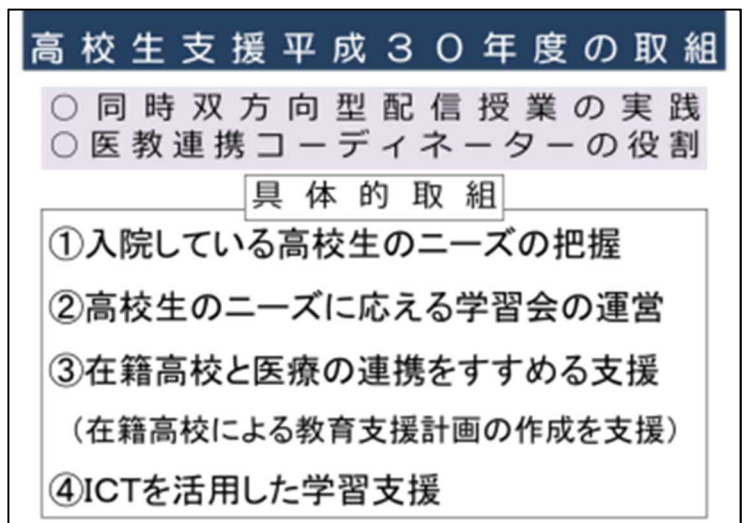 高校生支援平成３０年度の取組
○同時双方向型配信授業の実践
○医教連携コーディネーターの役割
具体的取組
①入院している高校生のニーズの把握
②高校生のニーズに応える学習会の運営
③在籍高校と医療の連携をすすめる支援
（在籍高校による教育支援計画の作成を支援）
④ICTを活用した学習支援